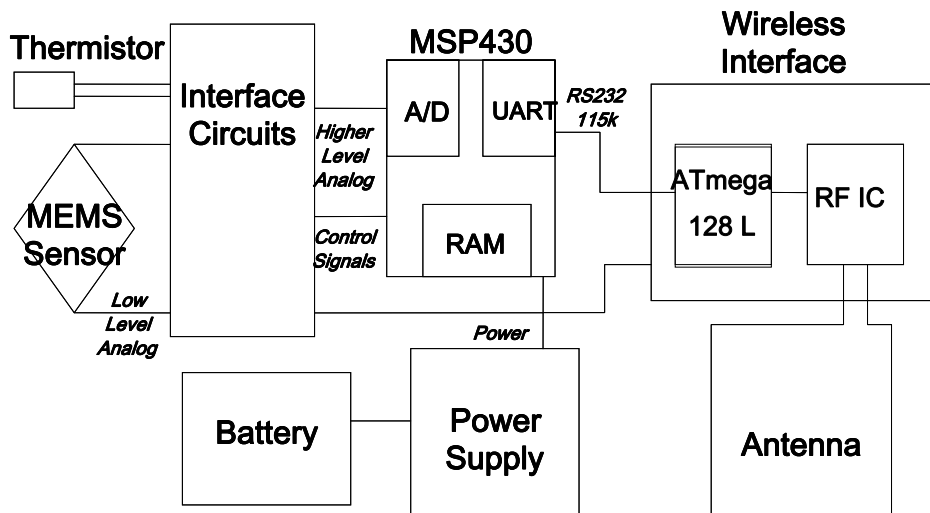 Thermistor
MEMS
Sensor
Low
Level
Analog
Interface
Circuits
Higher
Level
Analog
Control
Signals
MSP430
A/D
UART
RAM
RS232
115k
Wireless
Interface
ATmega
128 L
RF IC
Power
Battery
Power
Supply
Antenna